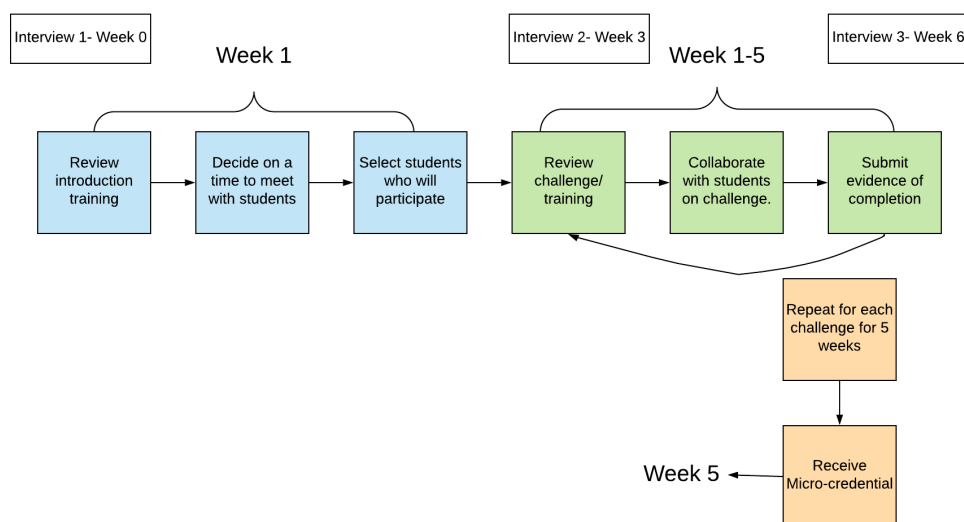 Interview 1- Week 0
Interview 2- Week 3
Interview 3- Week 6
Week 1
Week 1-5
Review
introduction
training
Decide on a
time to meet
with students
Select students
who will
participate
Review
challenge/
training
Collaborate
with students
on challenge.
Submit
evidence of
completion
Repeat for each
challenge for 5
weeks
Week 5
Receive
Micro-credential